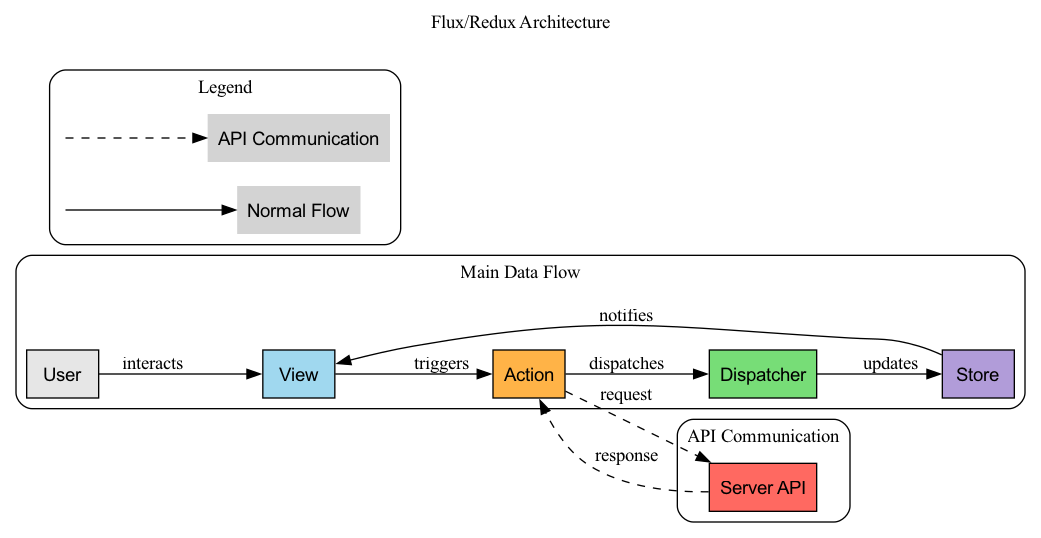 Flux/Redux Architecture
Legend
API Communication
Normal Flow
Main Data Flow
notifies
User
interacts
View
triggers
Action
dispatches
Dispatcher
updates
Store
request
API Communication
response
Server API